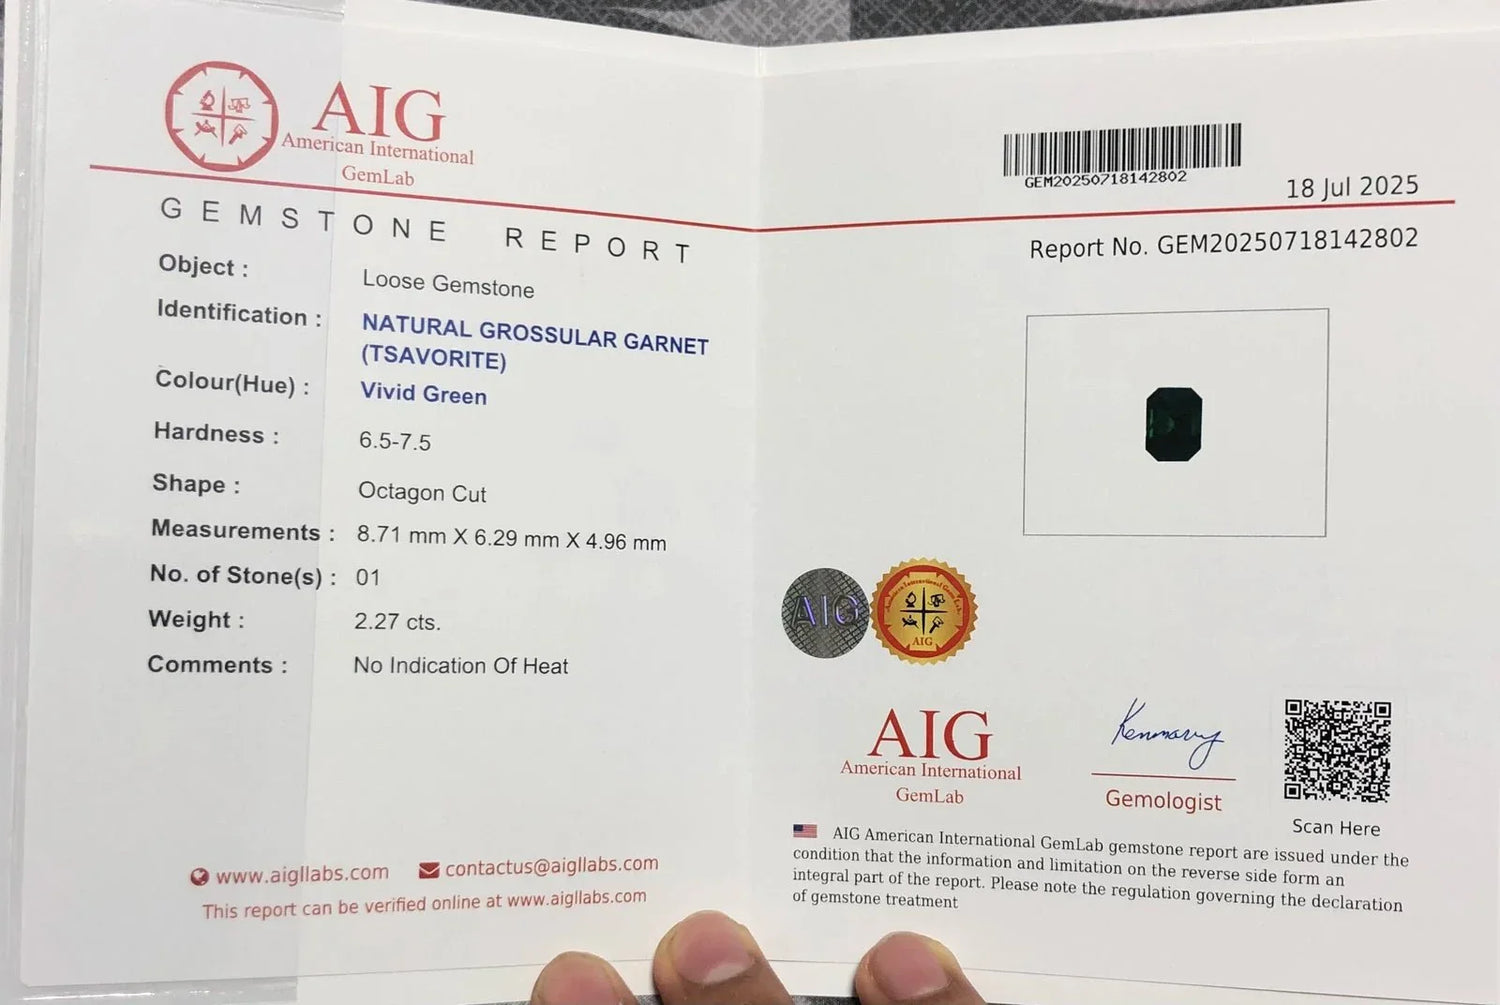 AIG
American International
GemLab
GEMSTONE REPORT
Object : Loose Gemstone
Identification : NATURAL GROSSULAR GARNET
(TSAVORITE)
Colour(Hue) : Vivid Green
Hardness : 6.5-7.5
Shape : Octagon Cut
Measurements : 8.71 mm X 6.29 mm X 4.96 mm
No. of Stone(s) : 01
Weight : 2.27 cts.
Comments : No Indication Of Heat
www.aigllabs.com contactus@aigllabs.com
This report can be verified online at www.aigllabs.com
GEM20250718142802
18 Jul 2025
Report No. GEM20250718142802
AIG
American International Gem Lab
AIG
AIG
American International
GemLab
Kenmarry
Gemologist
Scan Here
AIG American International GemLab gemstone report are issued under the
condition that the information and limitation on the reverse side form an
integral part of the report. Please note the regulation governing the declaration
of gemstone treatment